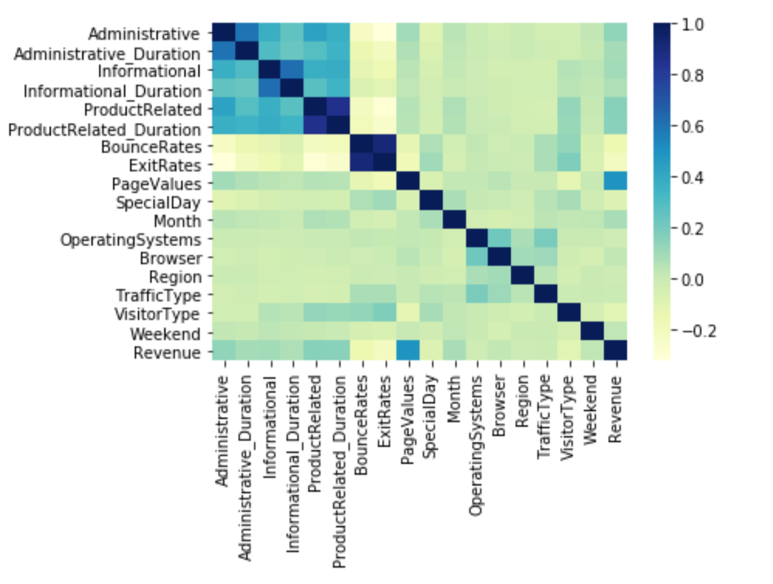 Administrative
Administrative_Duration
Informational
Informational_Duration
ProductRelated
ProductRelated_Duration
BounceRates
ExitRates
PageValues
SpecialDay
Month
OperatingSystems
Browser
Region
TrafficType
VisitorType
Weekend
Revenue
1.0
0.8
0.6
0.4
0.2
0.0
−0.2
Administrative
Administrative_Duration
Informational
Informational_Duration
ProductRelated
ProductRelated_Duration
BounceRates
ExitRates
PageValues
SpecialDay
Month
OperatingSystems
Browser
Region
TrafficType
VisitorType
Weekend
Revenue